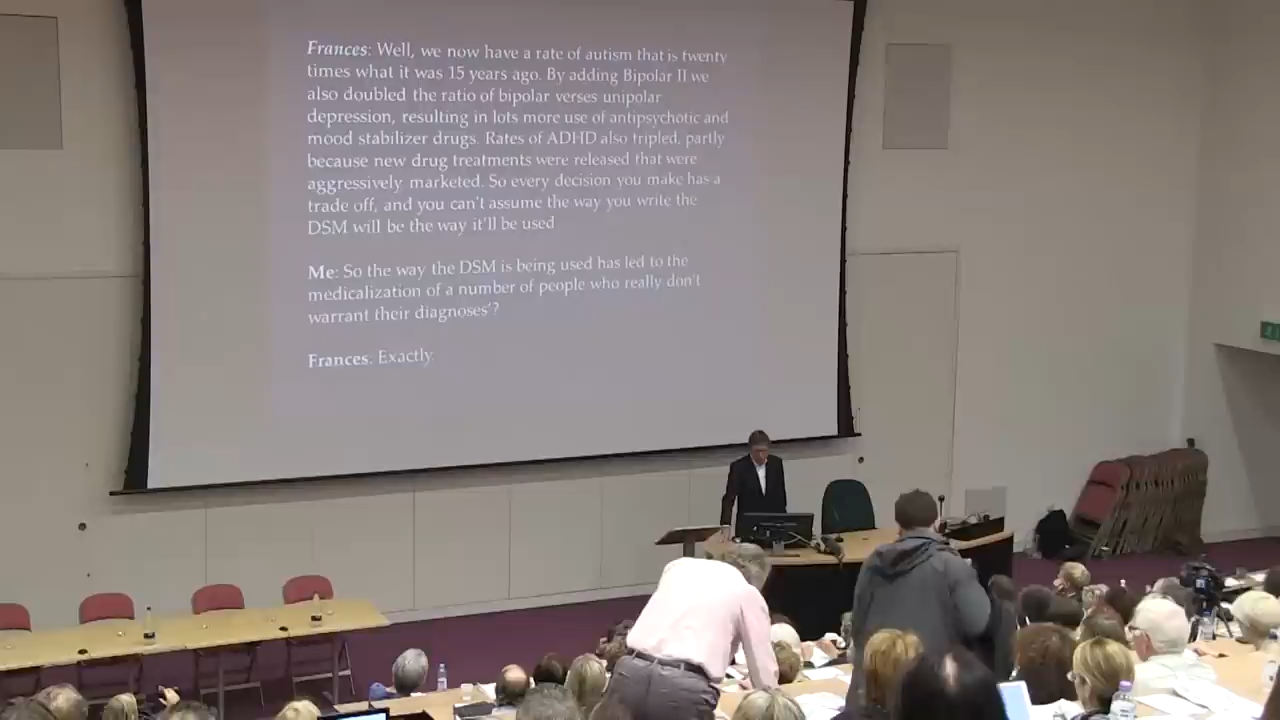 Frances: Well, we now have a rate of autism that is twenty
times what it was 15 years ago. By adding Bipolar II we
also doubled the ratio of bipolar verses unipolar
depression, resulting in lots more use of antipsychotic and
mood stabilizer drugs. Rates of ADHD also tripled, partly
because new drug treatments were released that were
aggressively marketed. So every decision you make has a
trade off, and you can't assume the way you write the
DSM will be the way it'll be used
Me: So the way the DSM is being used has led to the
medicalization of a number of people who really don't
warrant their diagnoses'?
Frances. Exactly